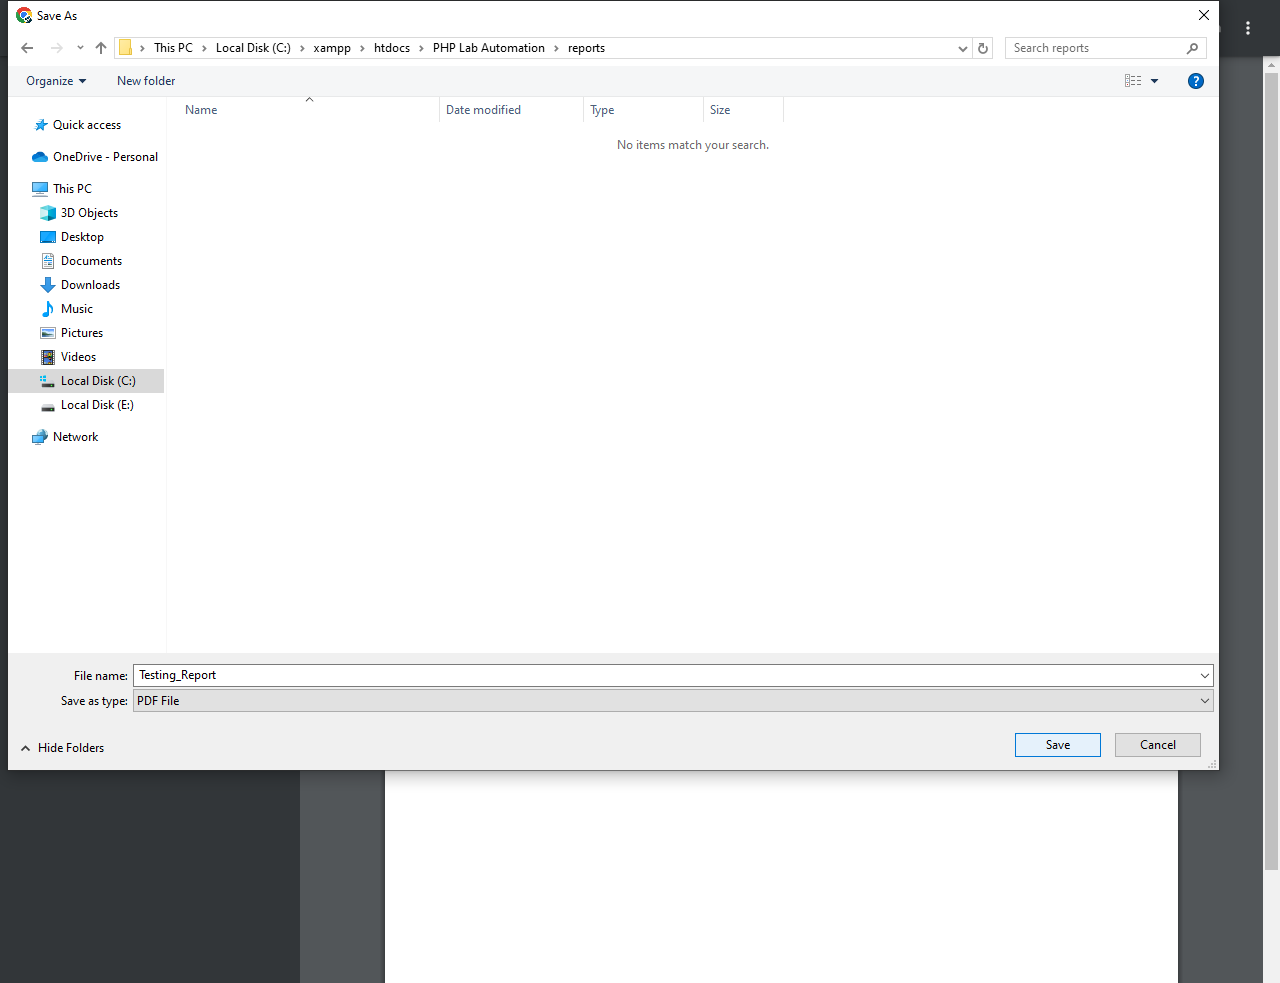 Save As
This PC
Local Disk (C:)
xampp
htdocs
PHP Lab Automation
reports
Search reports
Organize
New folder
?
Name
Date modified
Type
Size
No items match your search.
Quick access
OneDrive - Personal
This PC
3D Objects
Desktop
Documents
Downloads
Music
Pictures
Videos
Local Disk (C:)
Local Disk (E:)
Network
File name: Testing_Report
Save as type: PDF File
Hide Folders
Save
Cancel